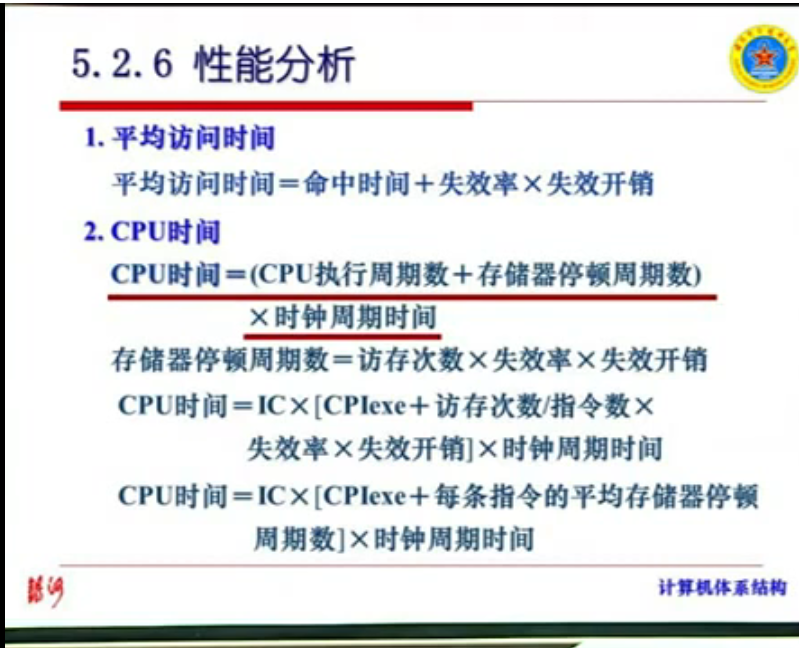 5.2.6 性能分析
1. 平均访问时间
平均访问时间＝命中时间＋失效率×失效开销
2. CPU时间
CPU时间＝(CPU执行周期数＋存储器停顿周期数)
×时钟周期时间
存储器停顿周期数＝访存次数×失效率×失效开销
CPU时间＝IC×[CPIexe＋访存次数/指令数×
失效率×失效开销]×时钟周期时间
CPU时间＝IC×[CPIexe＋每条指令的平均存储器停顿
周期数]×时钟周期时间
计算机体系结构